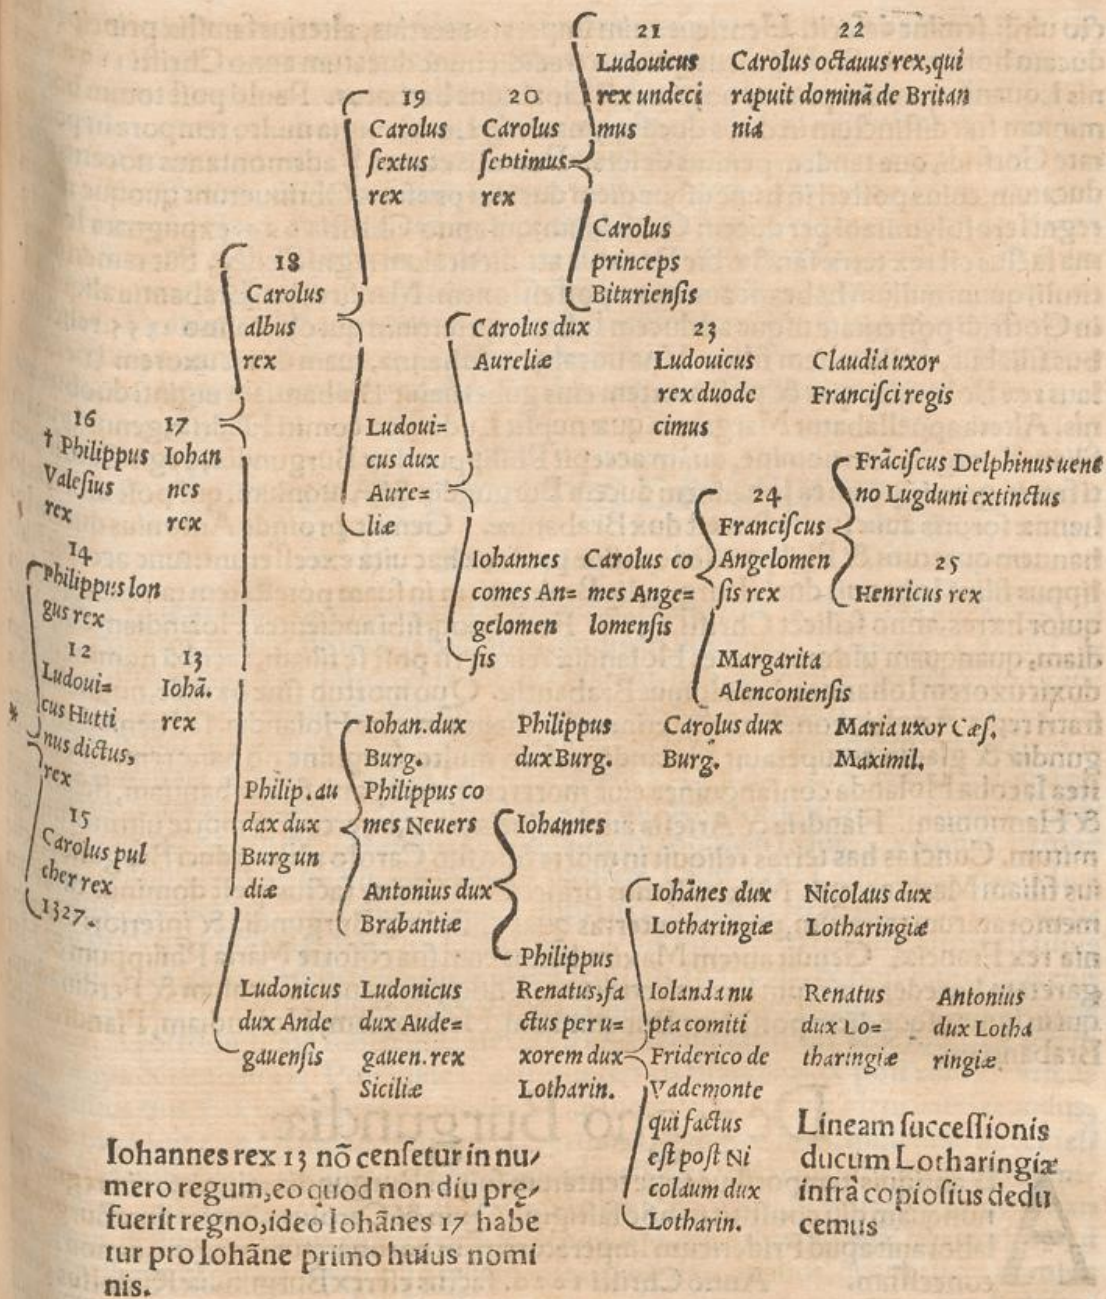 21
Ludouicus
rex undeci
mus
22
Carolus octauus rex, qui
rapuit dominã de Britan
nia
19
Carolus
ſextus
rex
20
Carolus
ſeptimus
rex
Carolus
princeps
Biturienſis
18
Carolus
albus
rex
Carolus dux
Aureliæ
23
Ludouicus
rex duode
cimus
Claudia uxor
Franciſci regis
16
† Philippus
Valeſius
rex
17
Iohan
nes
rex
Ludoui=
cus dux
Aure=
liæ
Frãciſcus Delphinus uene
no Lugduni extinctus
24
Franciſcus
Angelomen
ſis rex
25
Henricus rex
Iohannes
comes An=
gelomen
ſis
Carolus co
mes Ange=
lomenſis
Margarita
Alenconienſis
14
Philippus lon
gus rex
12
Ludoui=
* cus Hutti
nus dictus,
rex
13
Iohã.
rex
15
Carolus pul
cher rex
1327.
Philip. au
dax dux
Burgun
diæ
Iohan. dux
Burg.
Philippus
dux Burg.
Carolus dux
Burg.
Maria uxor Cæſ.
Maximil.
Philippus co
mes Neuers
Antonius dux
Brabantiæ
Iohannes
Philippus
Iohãnes dux
Lotharingiæ
Nicolaus dux
Lotharingiæ
Ludonicus
dux Ande
gauenſis
Ludonicus
dux Aude=
gauen. rex
Siciliæ
Renatus, fa
ctus per u=
xorem dux
Lotharin.
Iolanda nu
pta comiti
Friderico de
Vademonte
qui factus
eſt poſt Ni
colaum dux
Lotharin.
Renatus
dux Lo=
tharingiæ
Antonius
dux Lotha
ringiæ.
Iohannes rex 13 nõ cenſetur in nu⸗
mero regum, eo quod non diu prę⸗
fuerit regno, ideo Iohãnes 17 habe
tur pro Iohãne primo huius nomi
nis.
Lineam ſucceſſionis
ducum Lotharingiæ
infrà copioſius dedu
cemus